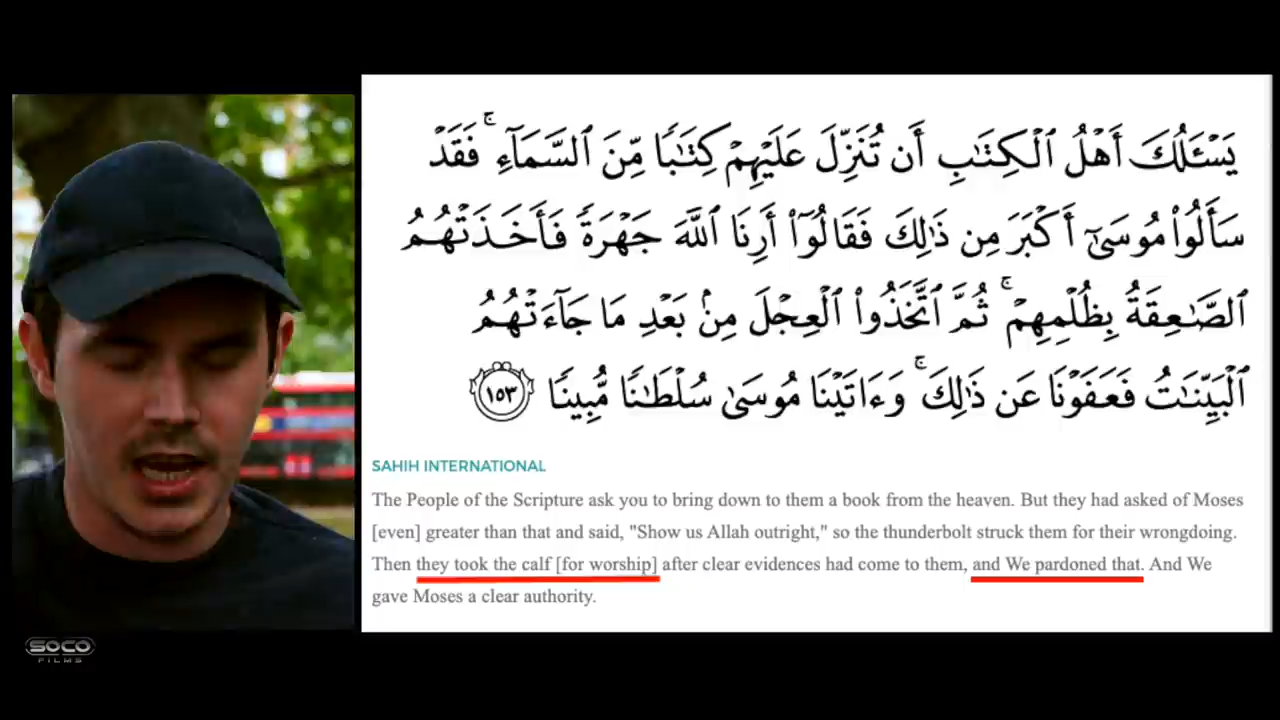 يَسْـَٔلُكَ أَهْلُ ٱلْكِتَـٰبِ أَن تُنَزِّلَ عَلَيْهِمْ كِتَـٰبًا مِّنَ ٱلسَّمَآءِ ۚ فَقَدْ
سَأَلُوا۟ مُوسَىٰٓ أَكْبَرَ مِن ذَٰلِكَ فَقَالُوٓا۟ أَرِنَا ٱللَّهَ جَهْرَةً فَأَخَذَتْهُمُ
ٱلصَّـٰعِقَةُ بِظُلْمِهِمْ ۚ ثُمَّ ٱتَّخَذُوا۟ ٱلْعِجْلَ مِنۢ بَعْدِ مَا جَآءَتْهُمُ
ٱلْبَيِّنَـٰتُ فَعَفَوْنَا عَن ذَٰلِكَ ۚ وَءَاتَيْنَا مُوسَىٰ سُلْطَـٰنًا مُّبِينًا ١٥٣
SAHIH INTERNATIONAL
The People of the Scripture ask you to bring down to them a book from the heaven. But they had asked of Moses
[even] greater than that and said, "Show us Allah outright," so the thunderbolt struck them for their wrongdoing.
Then they took the calf [for worship] after clear evidences had come to them, and We pardoned that. And We
gave Moses a clear authority.
SOCO
FILMS